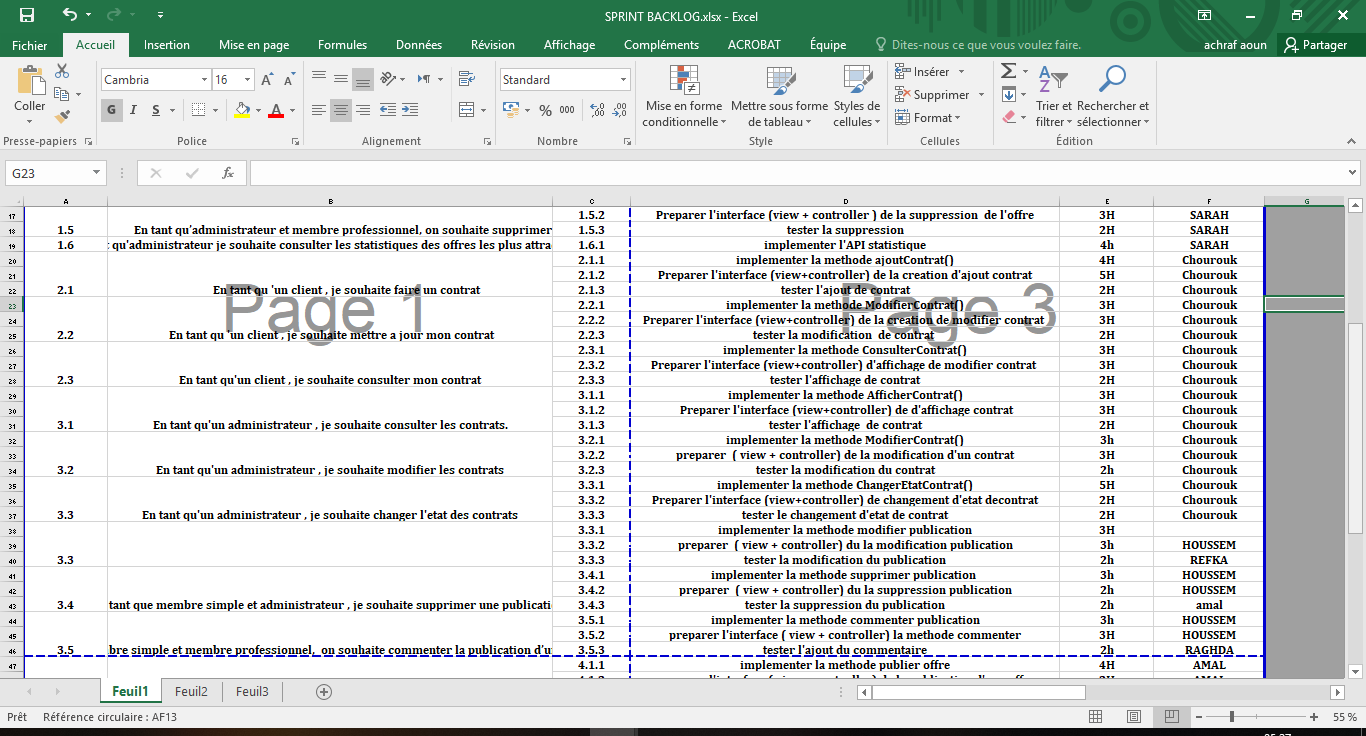 SPRINT BACKLOG.xlsx - Excel
Fichier Accueil Insertion Mise en page Formules Données Révision Affichage Compléments ACROBAT Équipe Dites-nous ce que vous voulez faire. achraf aoun Partager
Coller
Presse-papiers
Cambria 16
G I S
Police
Alignement
Standard
% 000
Nombre
Mise en forme conditionnelle
Mettre sous forme de tableau
Styles de cellules
Style
Insérer
Supprimer
Format
Cellules
Trier et filtrer
Rechercher et sélectionner
Édition
G23 fx
A B C D E F G
17 1.5.2 Preparer l'interface (view + controller ) de la suppression de l'offre 3H SARAH
18 1.5 En tant qu'administrateur et membre professionnel, on souhaite supprimer 1.5.3 tester la suppression 2H SARAH
19 1.6 t qu'administrateur je souhaite consulter les statistiques des offres les plus attra 1.6.1 implementer l'API statistique 4h SARAH
20 2.1.1 implementer la methode ajoutContrat() 4H Chourouk
21 2.1.2 Preparer l'interface (view+controller) de la creation d'ajout contrat 5H Chourouk
22 2.1 En tant qu 'un client , je souhaite faire un contrat 2.1.3 tester l'ajout de contrat 2H Chourouk
Page 1 Page 3
23 2.2.1 implementer la methode ModifierContrat() 3H Chourouk
24 2.2.2 Preparer l'interface (view+controller) de la creation de modifier contrat 3H Chourouk
25 2.2 En tant qu 'un client , je souhaite mettre a jour mon contrat 2.2.3 tester la modification de contrat 2H Chourouk
26 2.3.1 implementer la methode ConsulterContrat() 3H Chourouk
27 2.3.2 Preparer l'interface (view+controller) d'affichage de modifier contrat 3H Chourouk
28 2.3 En tant qu'un client , je souhaite consulter mon contrat 2.3.3 tester l'affichage de contrat 2H Chourouk
29 3.1.1 implementer la methode AfficherContrat() 3H Chourouk
30 3.1.2 Preparer l'interface (view+controller) de d'affichage contrat 3H Chourouk
31 3.1 En tant qu'un administrateur , je souhaite consulter les contrats. 3.1.3 tester l'affichage de contrat 2H Chourouk
32 3.2.1 implementer la methode ModifierContrat() 3h Chourouk
33 3.2.2 preparer ( view + controller) de la modification d'un contrat 3H Chourouk
34 3.2 En tant qu'un administrateur , je souhaite modifier les contrats 3.2.3 tester la modification du contrat 2h Chourouk
35 3.3.1 implementer la methode ChangerEtatContrat() 5H Chourouk
36 3.3.2 Preparer l'interface (view+controller) de changement d'etat decontrat 2H Chourouk
37 3.3 En tant qu'un administrateur , je souhaite changer l'etat des contrats 3.3.3 tester le changement d'etat de contrat 2H Chourouk
38 3.3.1 implementer la methode modifier publication 3H
39 3.3.2 preparer ( view + controller) du la modification publication 3h HOUSSEM
40 3.3 3.3.3 tester la modification du publication 2h REFKA
41 3.4.1 implementer la methode supprimer publication 3h HOUSSEM
42 3.4.2 preparer ( view + controller) du la suppression publication 2h HOUSSEM
43 3.4 tant que membre simple et administrateur , je souhaite supprimer une publicati 3.4.3 tester la suppression du publication 2h amal
44 3.5.1 implementer la methode commenter publication 3h HOUSSEM
45 3.5.2 preparer l'interface ( view + controller) la methode commenter 3H HOUSSEM
46 3.5 bre simple et membre professionnel, on souhaite commenter la publication d'u 3.5.3 tester l'ajout du commentaire 2h RAGHDA
47 4.1.1 implementer la methode publier offre 4H AMAL
Feuil1 Feuil2 Feuil3
Prêt Référence circulaire : AF13 55 %